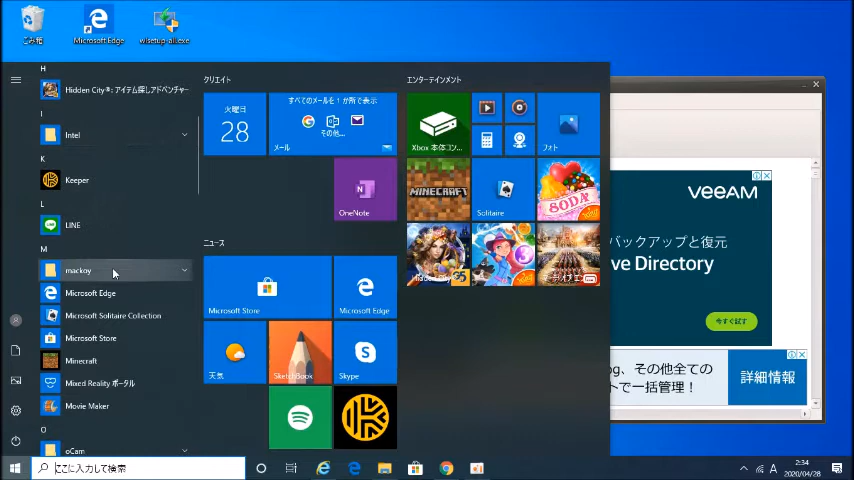 ごみ箱
Microsoft Edge
wisetup-all.exe
H
Hidden City®: アイテム探しアドベンチャー
I
Intel
K
Keeper
L
LINE
M
mackoy
Microsoft Edge
Microsoft Solitaire Collection
Microsoft Store
Minecraft
Mixed Reality ポータル
Movie Maker
O
oCam
クリエイト
火曜日
28
すべてのメールを 1 か所で表示
その他...
メール
OneNote
ニュース
Microsoft Store
Microsoft Edge
天気
SketchBook
Skype
エンターテインメント
Xbox 本体コン...
フォト
MINECRAFT
Solitaire
SODA
Hidden City
veeam
バックアップと復元
ve Directory
今すぐ試す
og、その他全ての
トで一括管理！
詳細情報
ここに入力して検索
A
2:34
2020/04/28